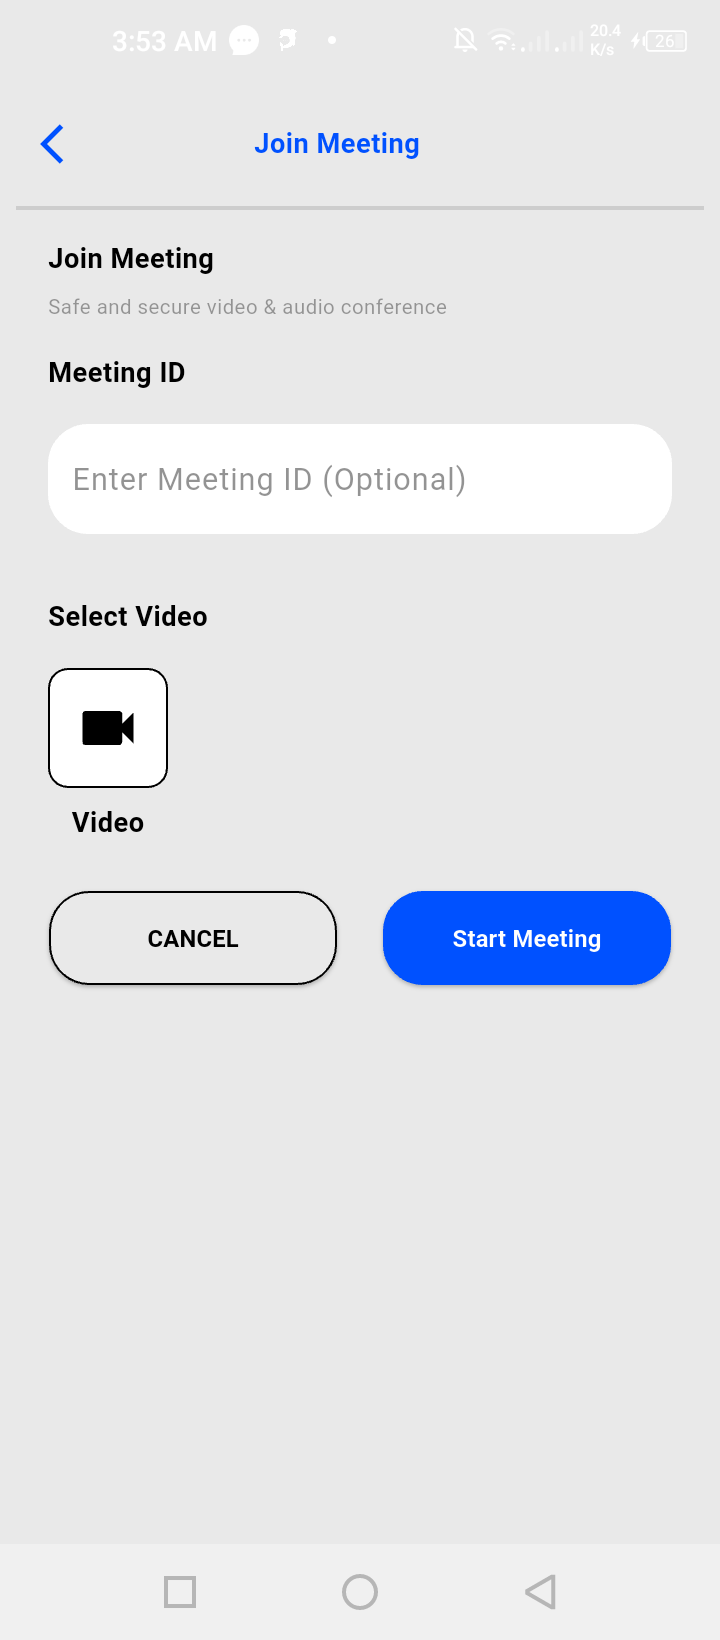 3:53 AM
20.4
K/s
26
Join Meeting
Join Meeting
Safe and secure video & audio conference
Meeting ID
Enter Meeting ID (Optional)
Select Video
Video
CANCEL
Start Meeting